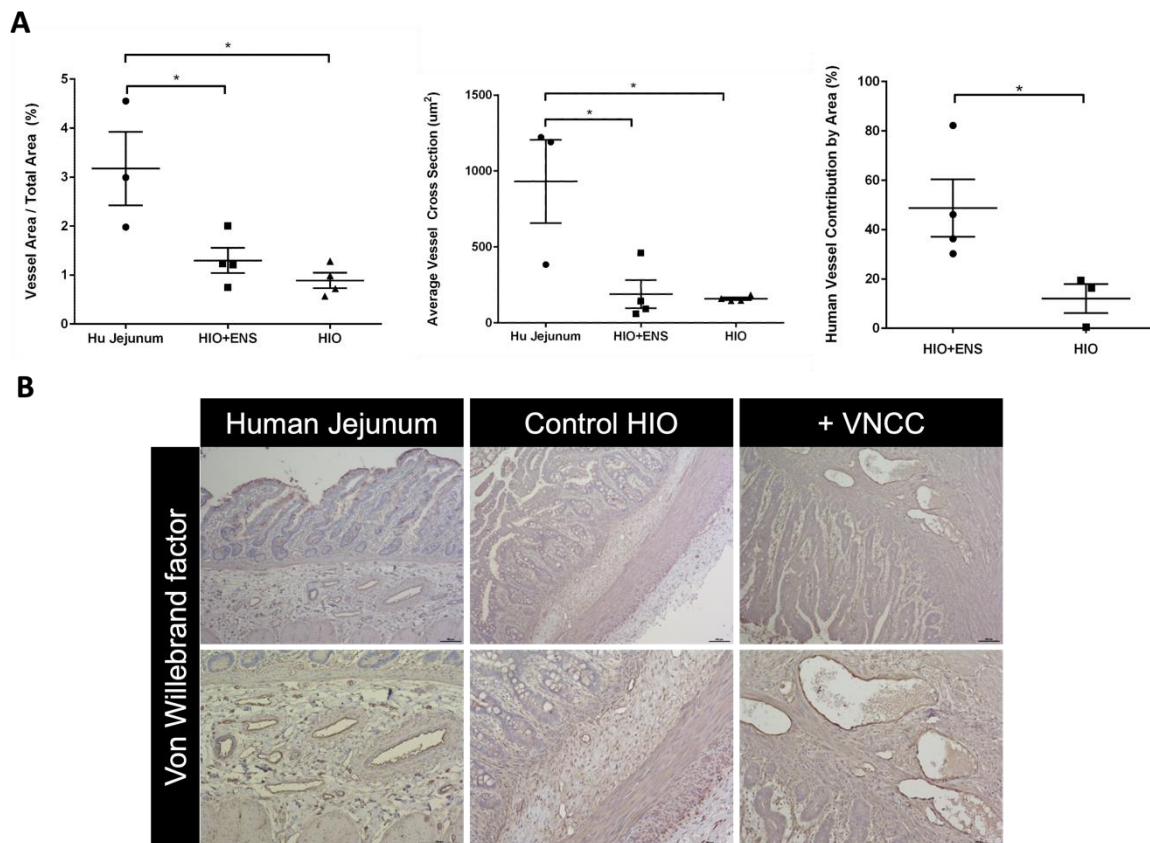 A
*
*
Vessel Area / Total Area (%)
5
4
3
2
1
0
Hu Jejunum HIO+ENS HIO
*
*
Average Vessel Cross Section (um²)
1500
1000
500
0
Hu Jejunum HIO+ENS HIO
*
Human Vessel Contribution by Area (%)
100
80
60
40
20
0
HIO+ENS HIO
B
Human Jejunum Control HIO + VNCC
Von Willebrand factor